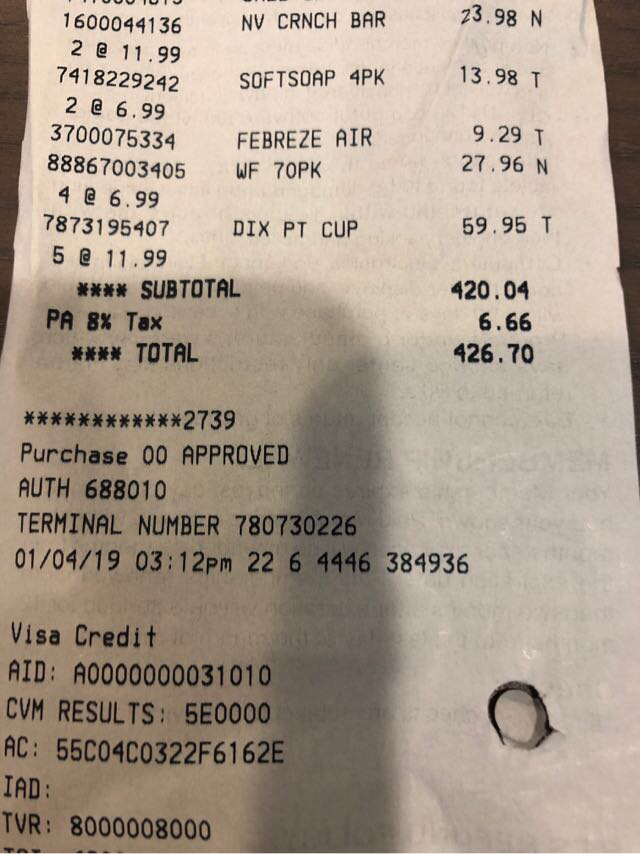 1600044136 NV CRNCH BAR 23.98 N
2 @ 11.99
7418229242 SOFTSOAP 4PK 13.98 T
2 @ 6.99
3700075334 FEBREZE AIR 9.29 T
88867003405 WF 70PK 27.96 N
4 @ 6.99
7873195407 DIX PT CUP 59.95 T
5 @ 11.99
**** SUBTOTAL 420.04
PA 8% Tax 6.66
**** TOTAL 426.70
************2739
Purchase 00 APPROVED
AUTH 688010
TERMINAL NUMBER 780730226
01/04/19 03:12pm 22 6 4446 384936
Visa Credit
AID: A0000000031010
CVM RESULTS: 5E0000
AC: 55C04C0322F6162E
IAD:
TVR: 8000008000